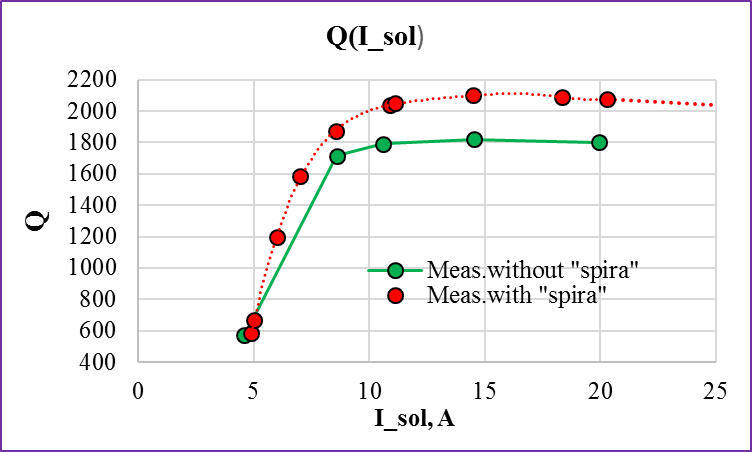 Q(I_sol)
2200
2000
1800
1600
1400
1200
1000
800
600
400
Q
Meas.without "spira"
Meas.with "spira"
0 5 10 15 20 25
I_sol, A